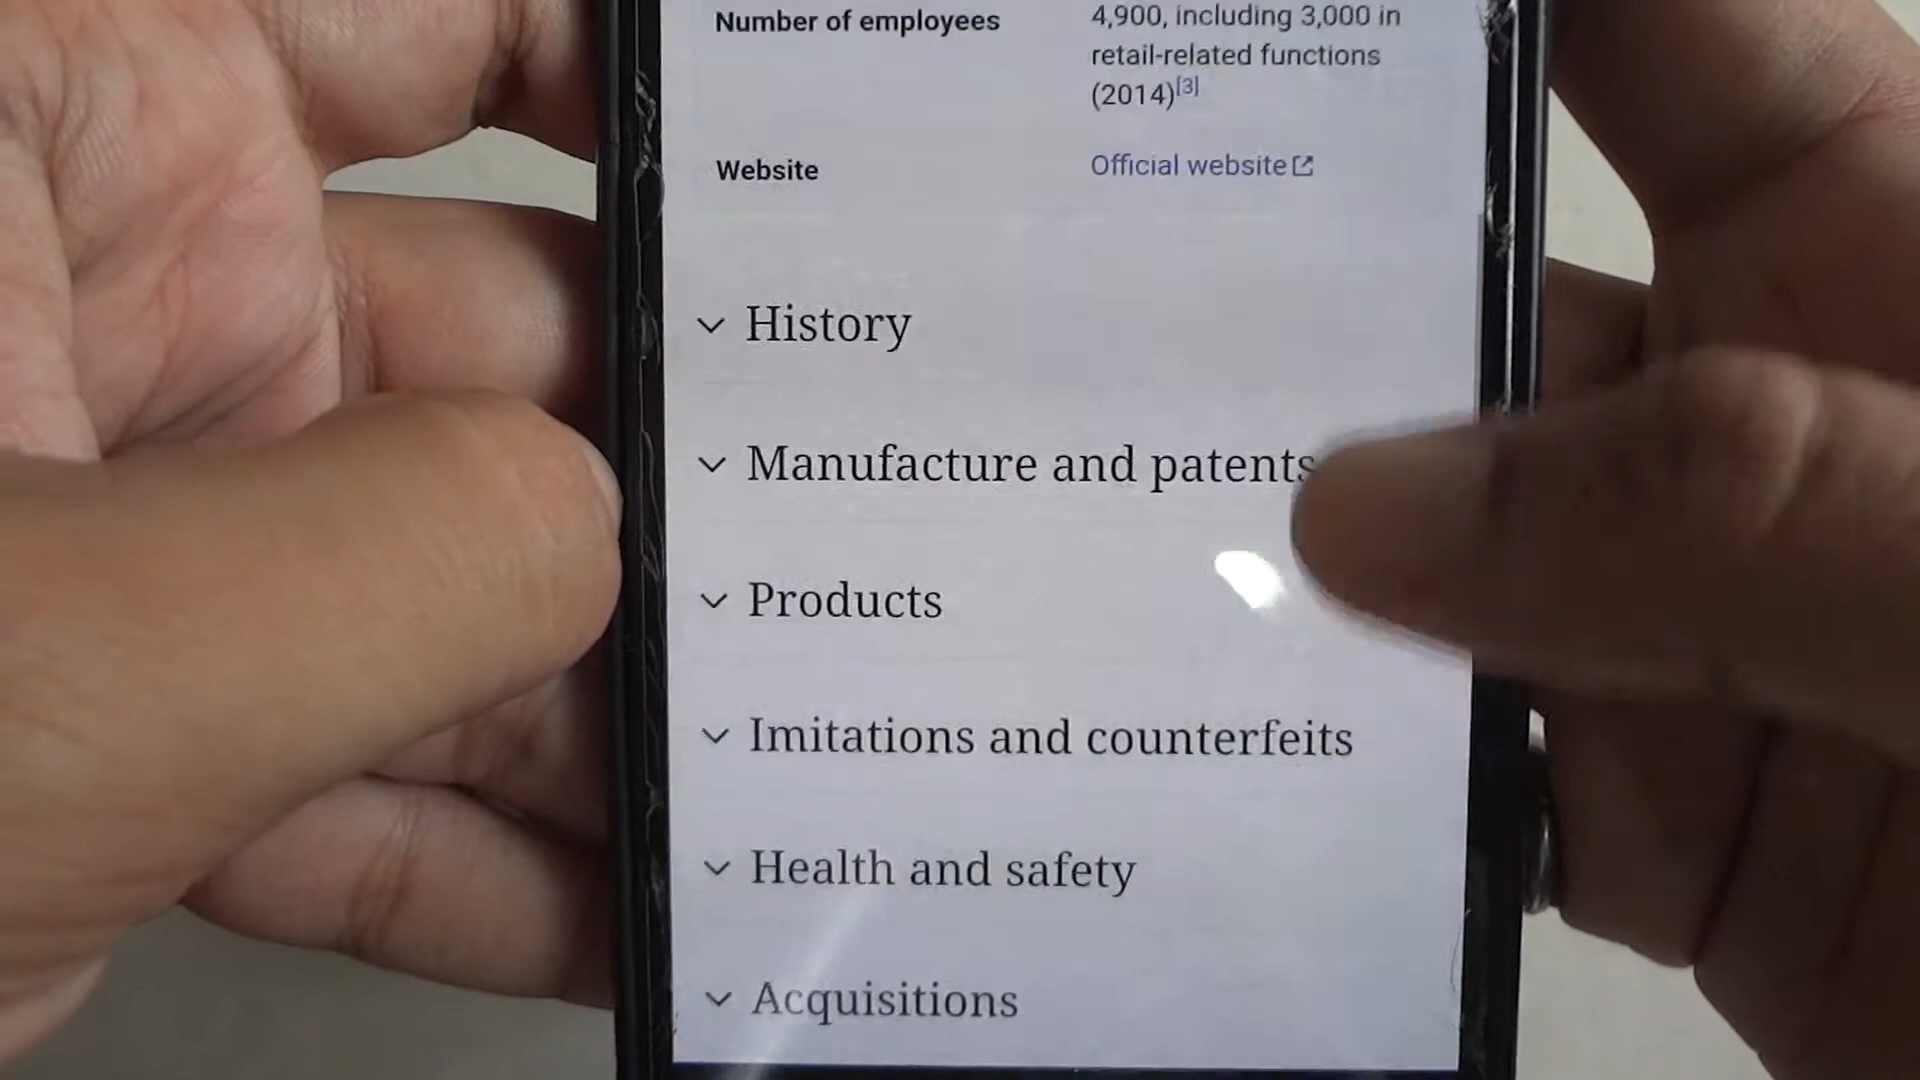 Number of employees
4,900, including 3,000 in
retail-related functions
(2014)[3]
Website
Official website
History
Manufacture and patents
Products
Imitations and counterfeits
Health and safety
Acquisitions